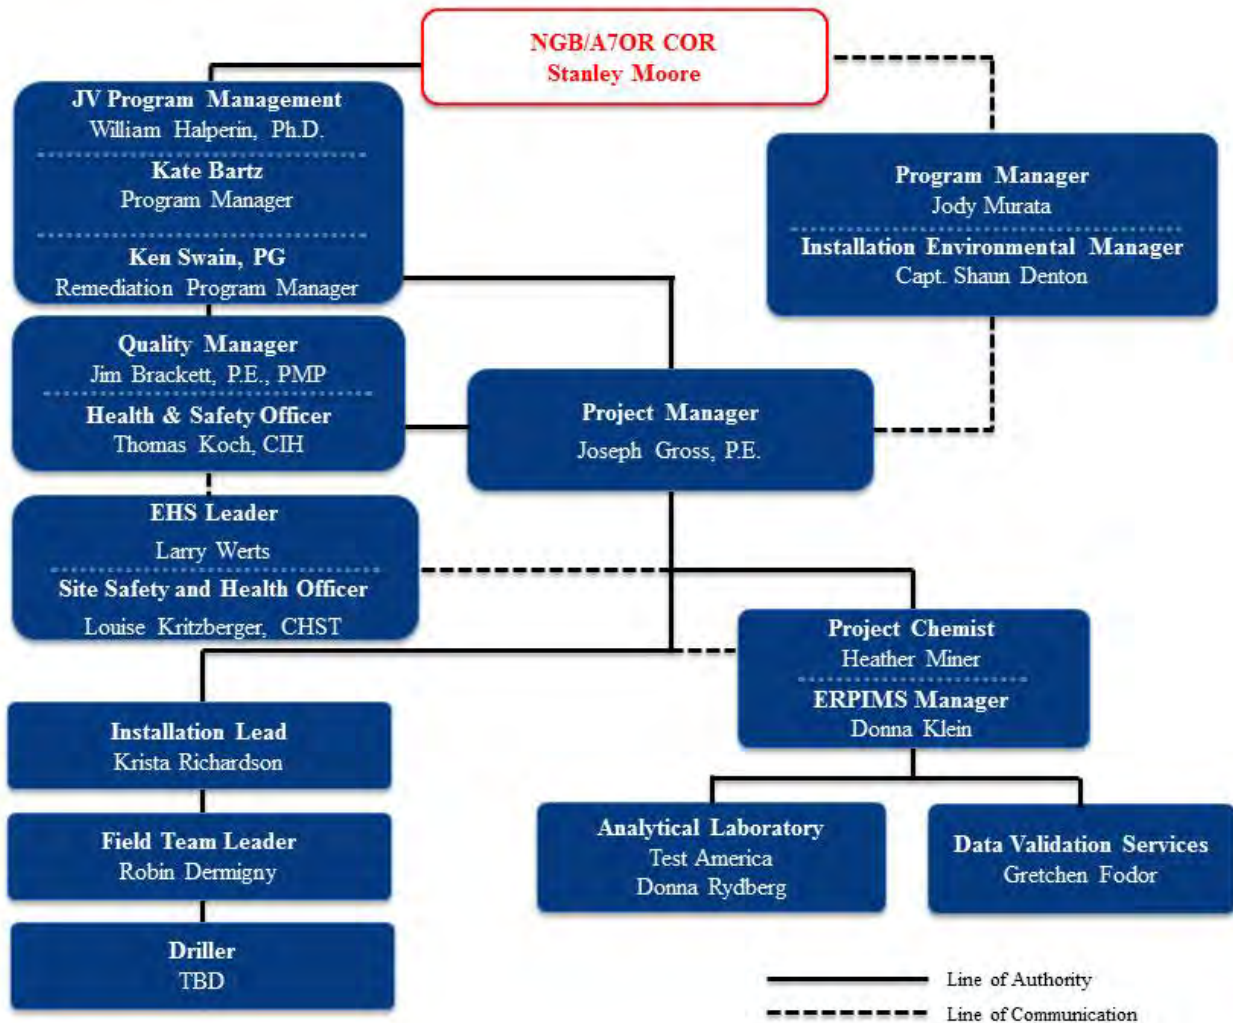 NGB/A7OR COR
Stanley Moore
JV Program Management
William Halperin, Ph.D.
Kate Bartz
Program Manager
Ken Swain, PG
Remediation Program Manager
Program Manager
Jody Murata
Installation Environmental Manager
Capt. Shaun Denton
Quality Manager
Jim Brackett, P.E., PMP
Health & Safety Officer
Thomas Koch, CIH
Project Manager
Joseph Gross, P.E.
EHS Leader
Larry Werts
Site Safety and Health Officer
Louise Kritzberger, CHST
Project Chemist
Heather Miner
ERPIMS Manager
Donna Klein
Installation Lead
Krista Richardson
Field Team Leader
Robin Dermigny
Driller
TBD
Analytical Laboratory
Test America
Donna Rydberg
Data Validation Services
Gretchen Fodor
Line of Authority
Line of Communication